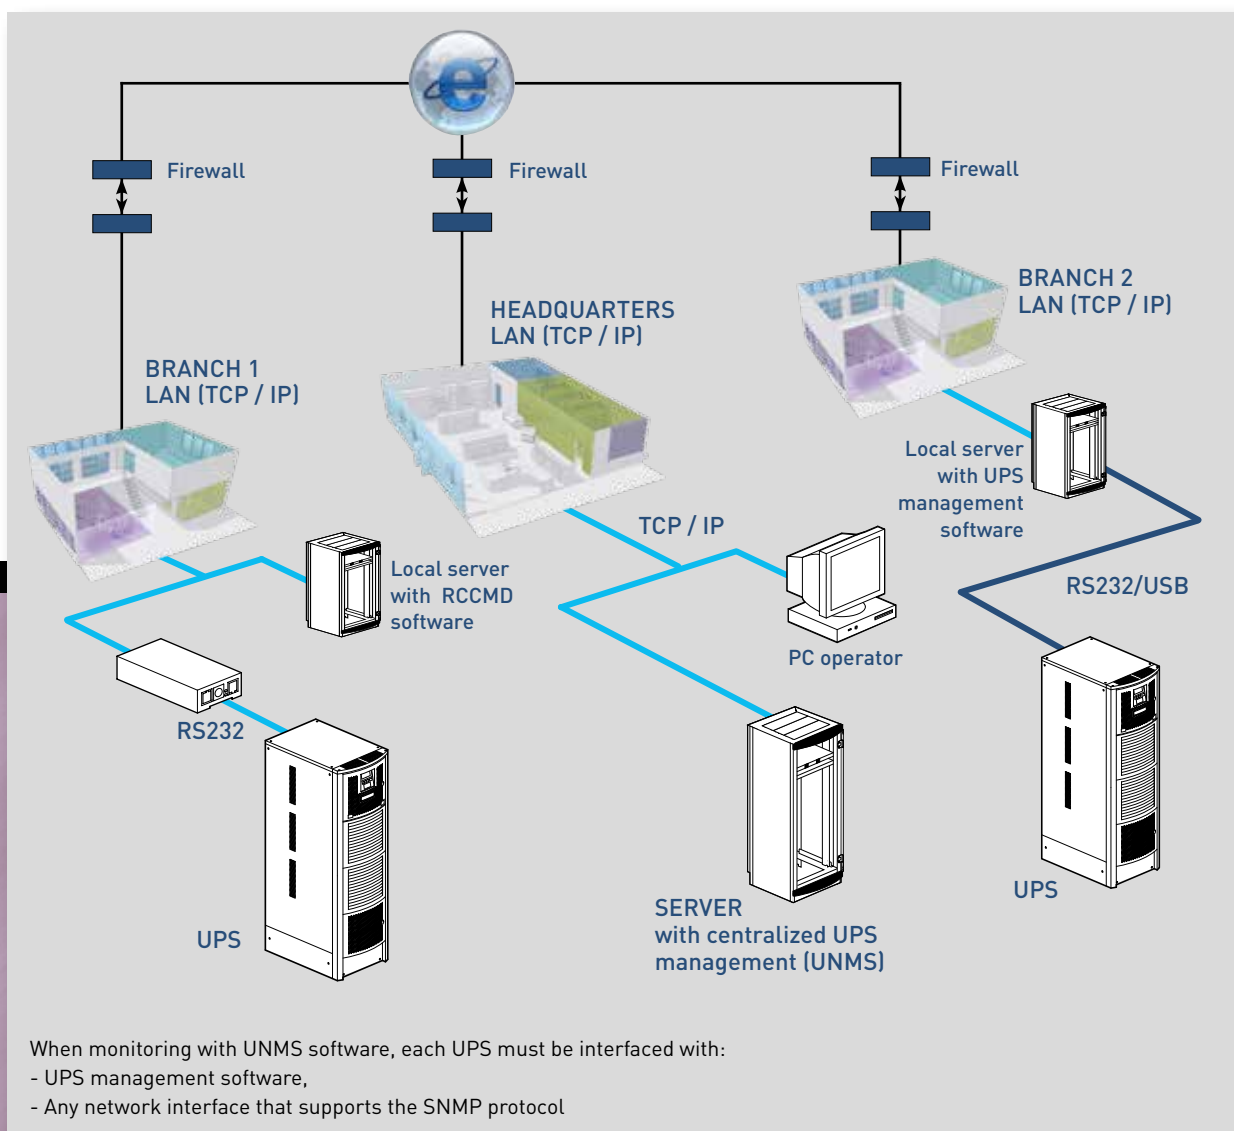 Firewall
Firewall
Firewall
BRANCH 2
LAN (TCP / IP)
HEADQUARTERS
LAN (TCP / IP)
BRANCH 1
LAN (TCP / IP)
Local server
with UPS
management
software
TCP / IP
Local server
with RCCMD
software
RS232/USB
PC operator
RS232
UPS
SERVER
with centralized UPS
management (UNMS)
UPS
When monitoring with UNMS software, each UPS must be interfaced with:
- UPS management software,
- Any network interface that supports the SNMP protocol